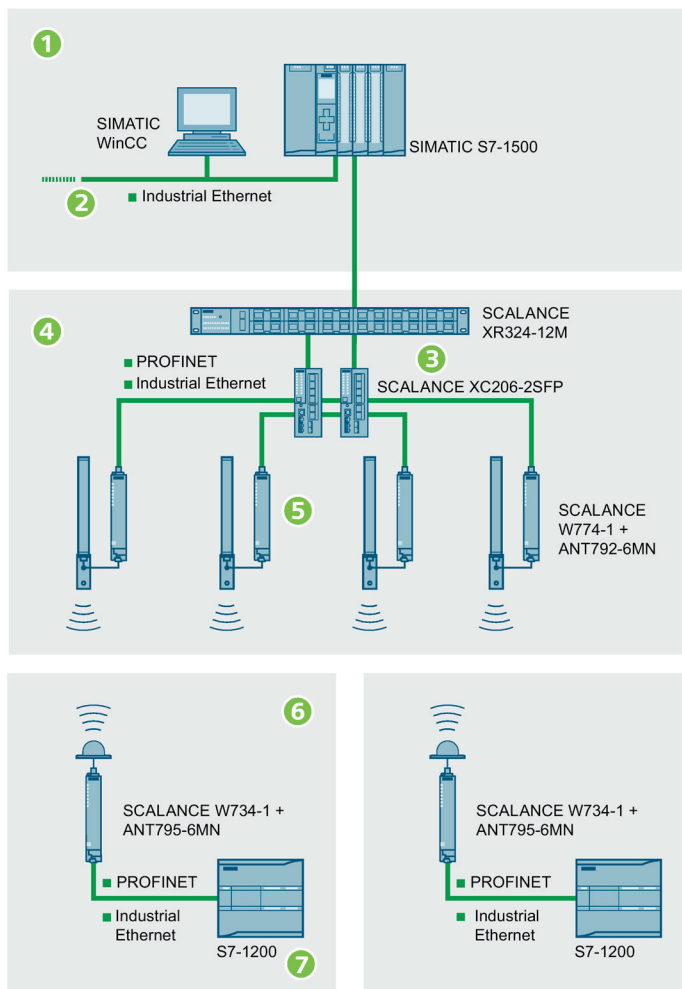 1
SIMATIC
WinCC
SIMATIC S7-1500
2
Industrial Ethernet
4
SCALANCE
XR324-12M
3
PROFINET
Industrial Ethernet
SCALANCE XC206-2SFP
5
SCALANCE
W774-1 +
ANT792-6MN
6
SCALANCE W734-1 +
ANT795-6MN
PROFINET
Industrial
Ethernet
S7-1200
7
SCALANCE W734-1 +
ANT795-6MN
PROFINET
Industrial
Ethernet
S7-1200